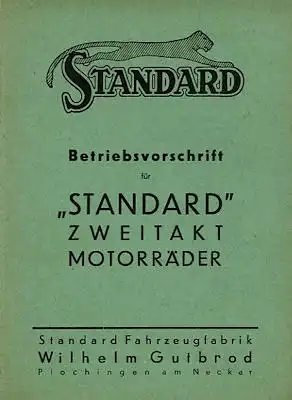 STANDARD
Betriebsvorschrift
für
„STANDARD”
ZWEITAKT
MOTORRÄDER
Standard Fahrzeugfabrik
Wilhelm Gutbrod
Plochingen am Neckar